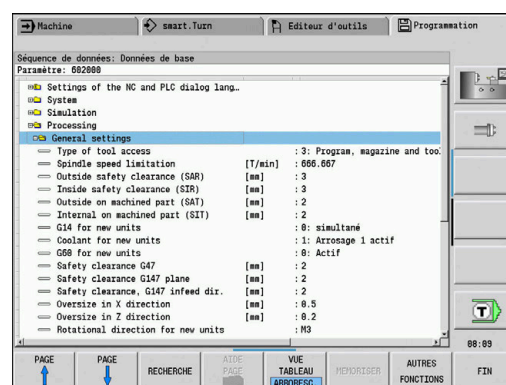 Machine
smart.Turn
Editeur d'outils
Programmation
Séquence de données: Données de base
Paramètre: 602000
Settings of the NC and PLC dialog lang…
System
Simulation
Processing
General settings
Type of tool access : 3: Program, magazine and too
Spindle speed limitation [T/min] : 666.667
Outside safety clearance (SAR) [mm] : 3
Inside safety clearance (SIR) [mm] : 3
Outside on machined part (SAT) [mm] : 2
Internal on machined part (SIT) [mm] : 2
G14 for new units : 0: simultané
Coolant for new units : 1: Arrosage 1 actif
G60 for new units : 0: Actif
Safety clearance G47 [mm] : 2
Safety clearance G147 plane [mm] : 2
Safety clearance, G147 infeed dir. [mm] : 2
Oversize in X direction [mm] : 0.5
Oversize in Z direction [mm] : 0.2
Rotational direction for new units : M3
T
08:09
PAGE
PAGE
RECHERCHE
AIDE
PAGE
VUE
TABLEAU
ARBORESC.
MEMORISER
AUTRES
FONCTIONS
FIN